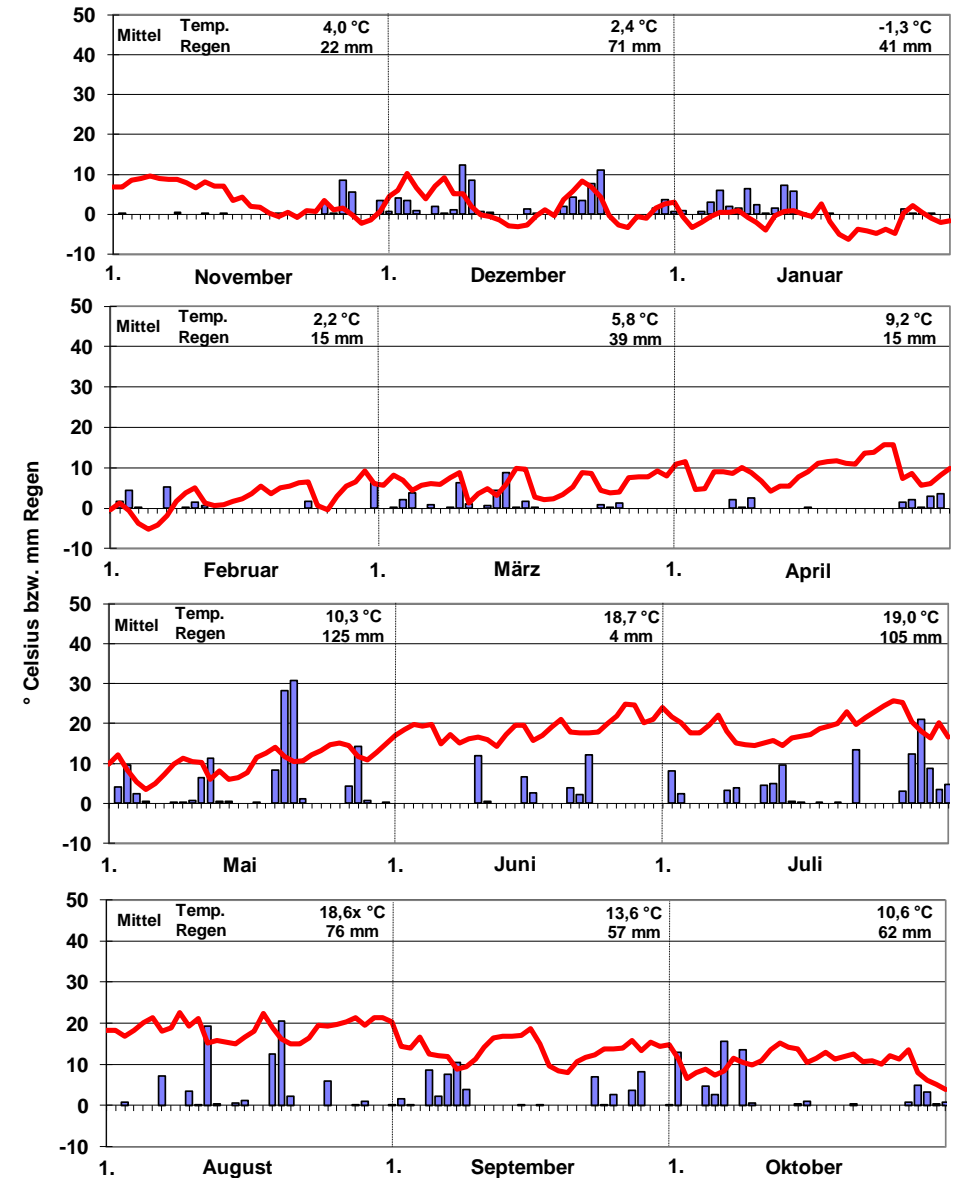 ° Celsius bzw. mm Regen
50
40
30
20
10
0
-10
Mittel Temp. 4,0 °C 2,4 °C -1,3 °C
Regen 22 mm 71 mm 41 mm
1. November 1. Dezember 1. Januar
50
40
30
20
10
0
-10
Mittel Temp. 2,2 °C 5,8 °C 9,2 °C
Regen 15 mm 39 mm 15 mm
1. Februar 1. März 1. April
50
40
30
20
10
0
-10
Mittel Temp. 10,3 °C 18,7 °C 19,0 °C
Regen 125 mm 4 mm 105 mm
1. Mai 1. Juni 1. Juli
50
40
30
20
10
0
-10
Mittel Temp. 18,6x °C 13,6 °C 10,6 °C
Regen 76 mm 57 mm 62 mm
1. August 1. September 1. Oktober